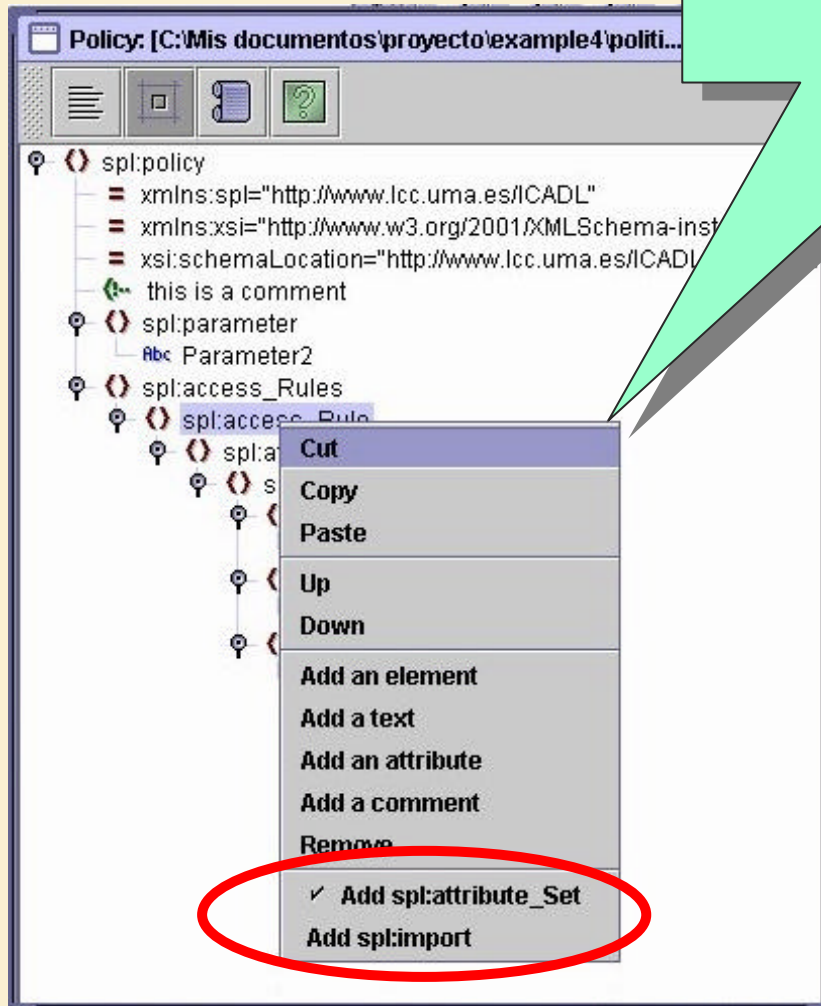 Policy: [C:\Mis documentos\proyecto\example4\politi...
spl:policy
xmlns:spl="http://www.lcc.uma.es/ICADL"
xmlns:xsi="http://www.w3.org/2001/XMLSchema-inst
xsi:schemaLocation="http://www.lcc.uma.es/ICADL
this is a comment
spl:parameter
Abc Parameter2
spl:access_Rules
spl:access_Rule
spl:a
s
Cut
Copy
Paste
Up
Down
Add an element
Add a text
Add an attribute
Add a comment
Remove
✓ Add spl:attribute_Set
Add spl:import